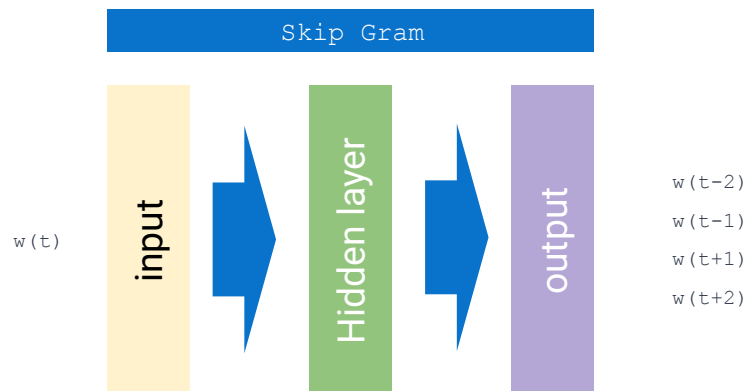 Skip Gram
w(t)
input
Hidden layer
output
w(t-2)
w(t-1)
w(t+1)
w(t+2)